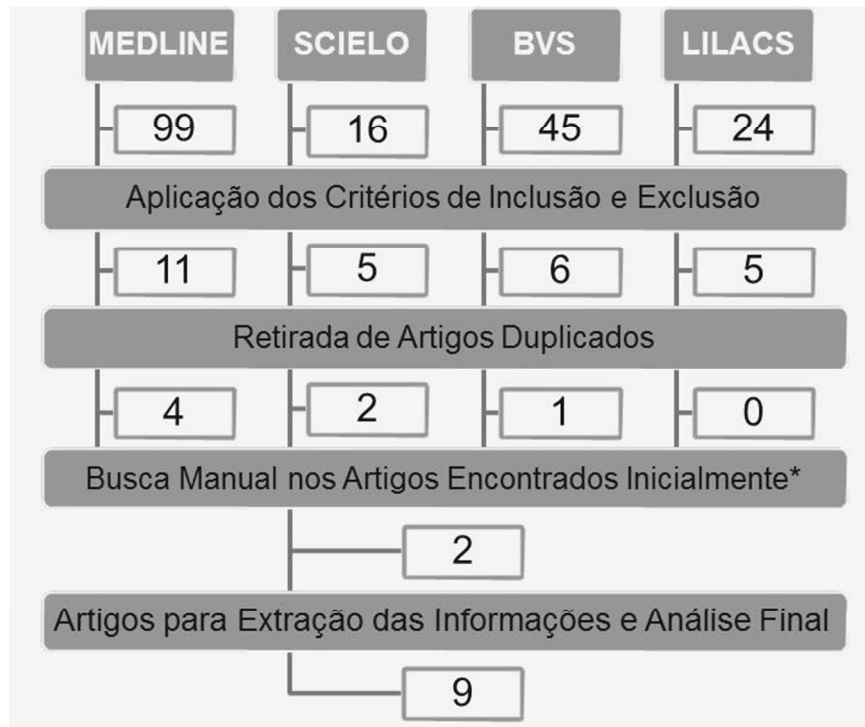 MEDLINE SCIELO BVS LILACS
99 16 45 24
Aplicação dos Critérios de Inclusão e Exclusão
11 5 6 5
Retirada de Artigos Duplicados
4 2 1 0
Busca Manual nos Artigos Encontrados Inicialmente*
2
Artigos para Extração das Informações e Análise Final
9